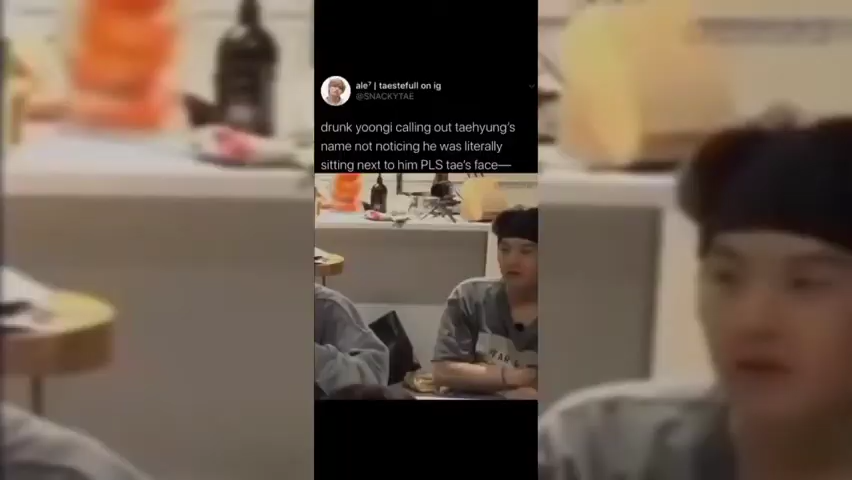 ale⁷ | taestefull on ig
@SNACKYTAE
drunk yoongi calling out taehyung's
name not noticing he was literally
sitting next to him PLS tae's face—